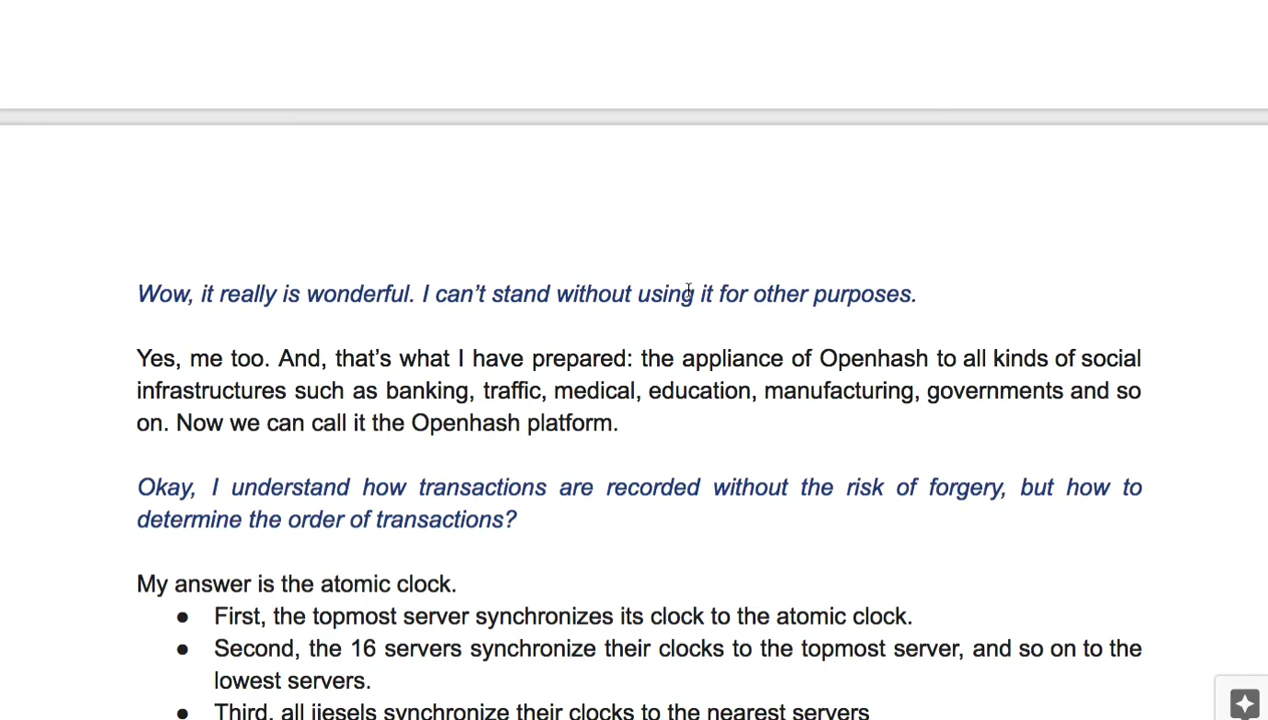 Wow, it really is wonderful. I can't stand without using it for other purposes.
Yes, me too. And, that's what I have prepared: the appliance of Openhash to all kinds of social
infrastructures such as banking, traffic, medical, education, manufacturing, governments and so
on. Now we can call it the Openhash platform.
Okay, I understand how transactions are recorded without the risk of forgery, but how to
determine the order of transactions?
My answer is the atomic clock.
● First, the topmost server synchronizes its clock to the atomic clock.
● Second, the 16 servers synchronize their clocks to the topmost server, and so on to the
lowest servers.
● Third, all jiesels synchronize their clocks to the nearest servers